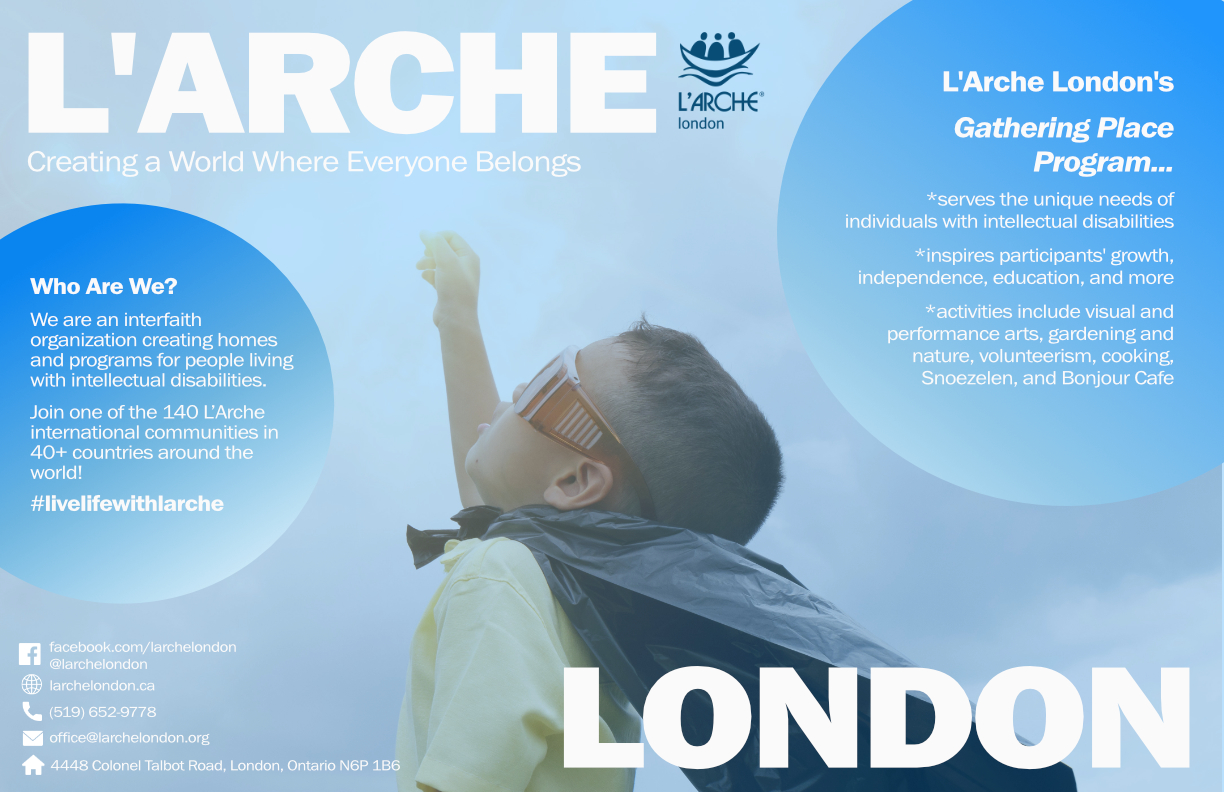 L'ARCHE
L'ARCHE®
london
Creating a World Where Everyone Belongs
L'Arche London's
Gathering Place
Program...
*serves the unique needs of
individuals with intellectual disabilities
*inspires participants' growth,
independence, education, and more
*activities include visual and
performance arts, gardening and
nature, volunteerism, cooking,
Snoezelen, and Bonjour Cafe
Who Are We?
We are an interfaith
organization creating homes
and programs for people living
with intellectual disabilities.
Join one of the 140 L’Arche
international communities in
40+ countries around the
world!
#livelifewithlarche
facebook.com/larchelondon
@larchelondon
larchelondon.ca
(519) 652-9778
office@larchelondon.org
4448 Colonel Talbot Road, London, Ontario N6P 1B6
LONDON